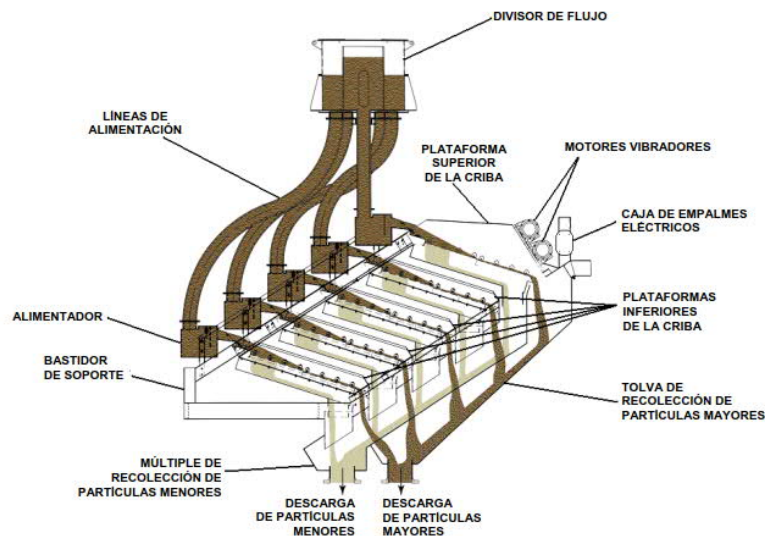 DIVISOR DE FLUJO
LÍNEAS DE
ALIMENTACIÓN
PLATAFORMA
SUPERIOR
DE LA CRIBA
MOTORES VIBRADORES
CAJA DE EMPALMES
ELÉCTRICOS
ALIMENTADOR
PLATAFORMAS
INFERIORES
DE LA CRIBA
BASTIDOR
DE SOPORTE
TOLVA DE
RECOLECCIÓN DE
PARTÍCULAS MAYORES
MÚLTIPLE DE
RECOLECCIÓN DE
PARTÍCULAS MENORES
DESCARGA
DE PARTÍCULAS
MENORES
DESCARGA
DE PARTÍCULAS
MAYORES